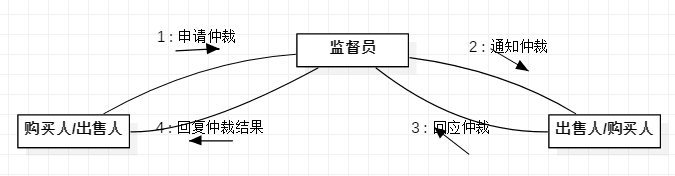 1：申请仲裁
监督员
2：通知仲裁
购买人/出售人
4：回复仲裁结果
3：回应仲裁
出售人/购买人